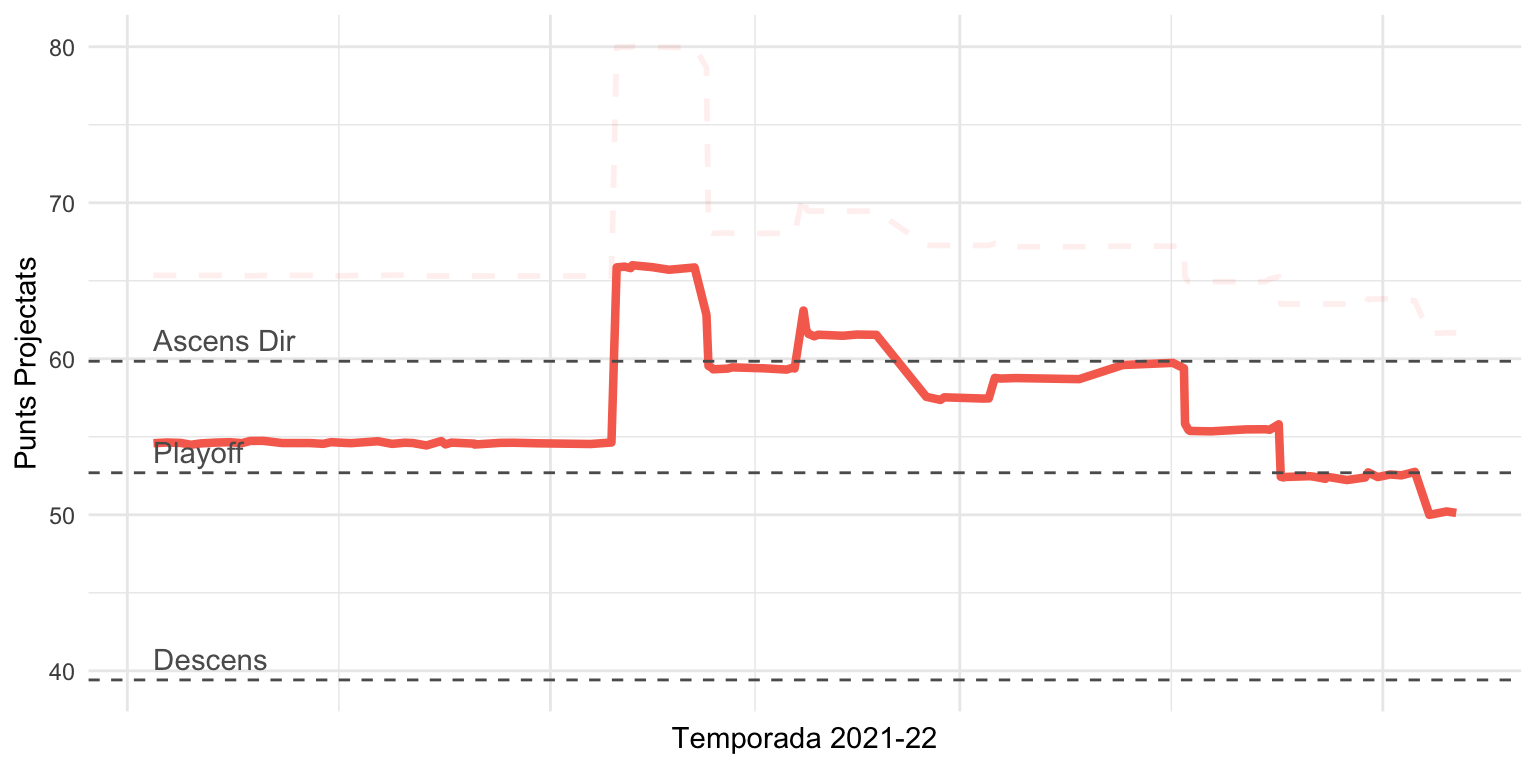 80
70
60
50
40
Punts Projectats
Ascens Dir
Playoff
Descens
Temporada 2021-22